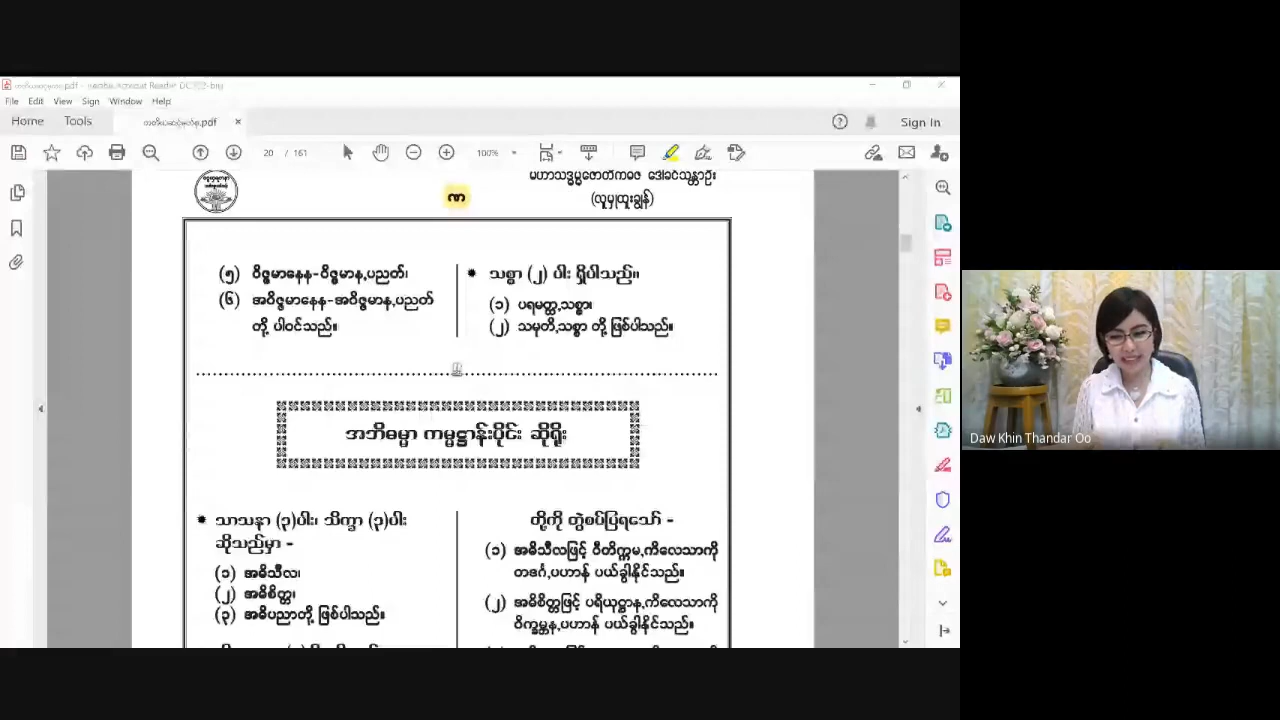 File Edit View Sign Window Help
Home Tools
Sign In
20 / 161
100%
မဟာသဒ္ဓမ္မဇောတိကဓဇ ဒေါ်ခင်သန္တာဦး
(လူမှုထူးချွန်)
ဏ
(၅) ဝိဇ္ဇမာနေန-ဝိဇ္ဇမာန,ပညတ်၊
(၆) အဝိဇ္ဇမာနေန-အဝိဇ္ဇမာန,ပညတ်
တို့ ပါဝင်သည်။
သစ္စာ (၂) ပါး ရှိပါသည်။
(၁) ပရမတ္ထ,သစ္စာ၊
(၂) သမုတိ,သစ္စာ တို့ ဖြစ်ပါသည်။
အဘိဓမ္မာ ကမ္မဋ္ဌာန်းပိုင်း ဆိုရိုး
သာသနာ (၃)ပါး၊ သိက္ခာ (၃)ပါး
ဆိုသည်မှာ -
(၁) အဓိသီလ၊
(၂) အဓိစိတ္တ၊
(၃) အဓိပညာတို့ ဖြစ်ပါသည်။
တို့ကို တွဲစပ်ပြရသော် -
(၁) အဓိသီလဖြင့် ဝီတိက္ကမ,ကိလေသာကို
တဒင်္ဂ,ပဟာန် ပယ်ခွါနိုင်သည်။
(၂) အဓိစိတ္တဖြင့် ပရိယုဋ္ဌာန,ကိလေသာကို
ဝိက္ခမ္ဘန,ပဟာန် ပယ်ခွါနိုင်သည်။
Daw Khin Thandar Oo